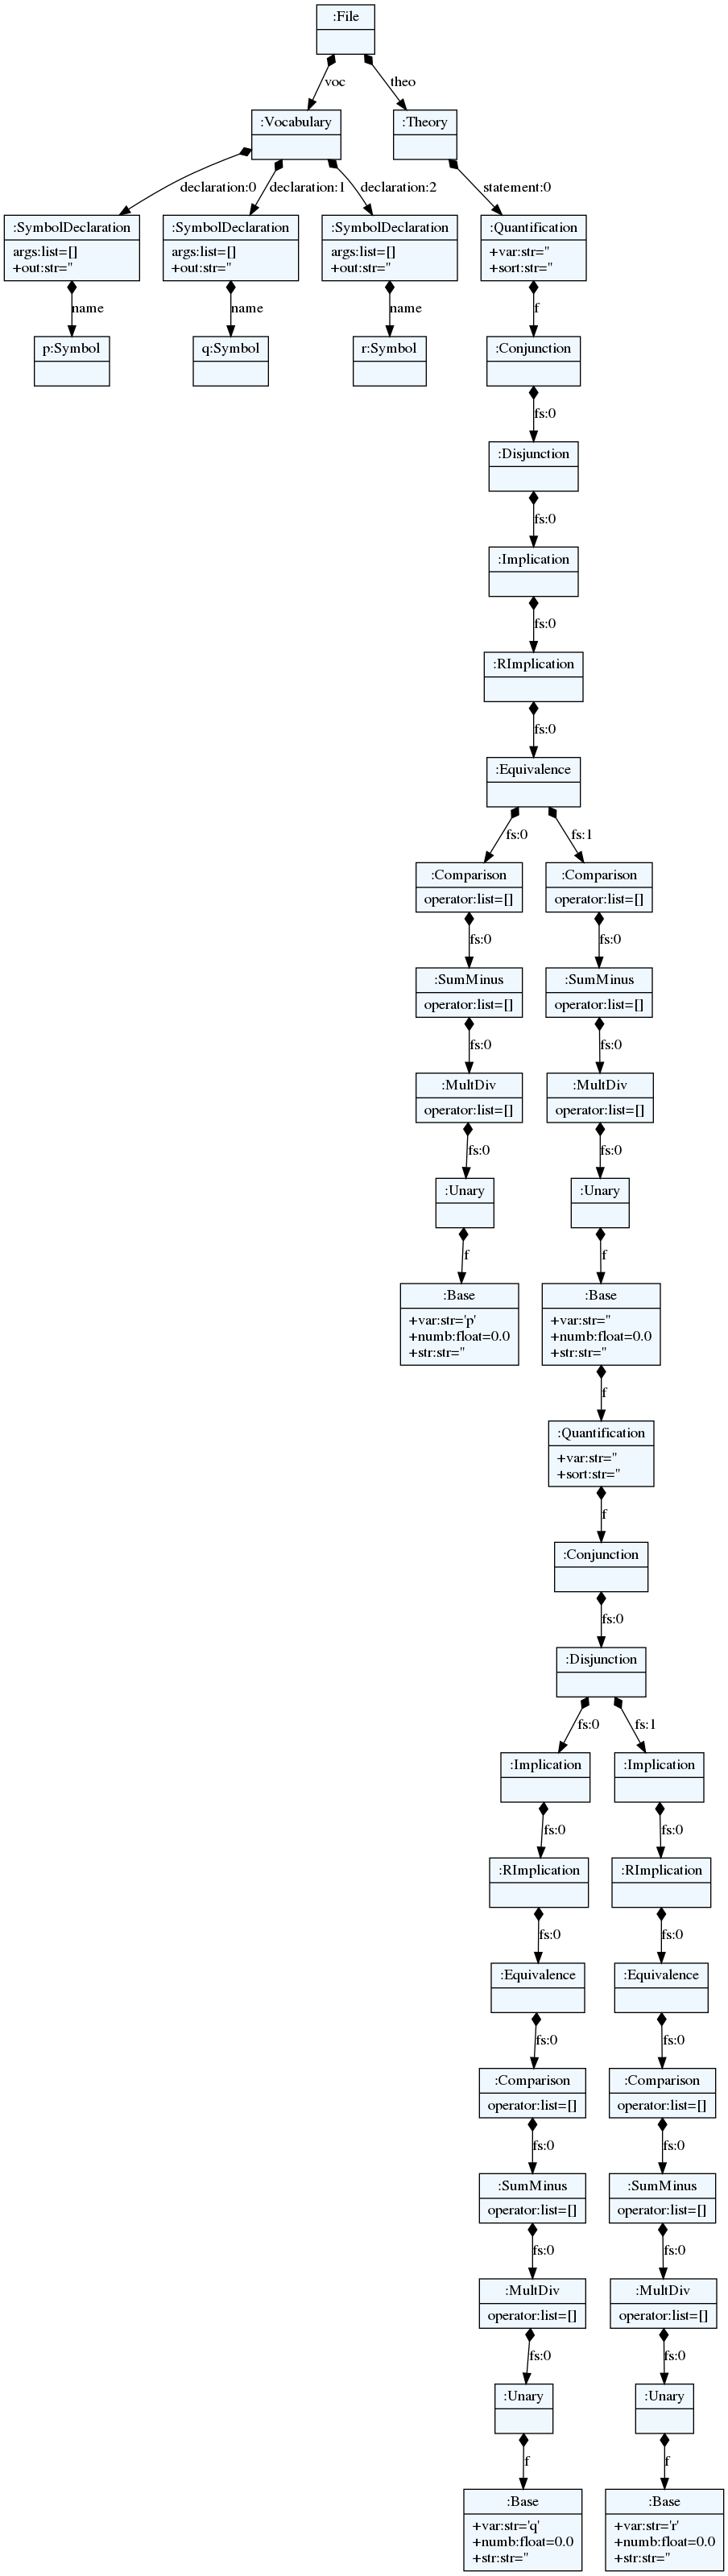 :File
voc
theo
:Vocabulary
:Theory
declaration:0
declaration:1
declaration:2
statement:0
:SymbolDeclaration
args:list=[]
+out:str=''
:SymbolDeclaration
args:list=[]
+out:str=''
:SymbolDeclaration
args:list=[]
+out:str=''
:Quantification
+var:str=''
+sort:str=''
name
name
name
f
p:Symbol
q:Symbol
r:Symbol
:Conjunction
fs:0
:Disjunction
fs:0
:Implication
fs:0
:RImplication
fs:0
:Equivalence
fs:0
fs:1
:Comparison
operator:list=[]
:Comparison
operator:list=[]
fs:0
fs:0
:SumMinus
operator:list=[]
:SumMinus
operator:list=[]
fs:0
fs:0
:MultDiv
operator:list=[]
:MultDiv
operator:list=[]
fs:0
fs:0
:Unary
:Unary
f
f
:Base
+var:str='p'
+numb:float=0.0
+str:str=''
:Base
+var:str=''
+numb:float=0.0
+str:str=''
f
:Quantification
+var:str=''
+sort:str=''
f
:Conjunction
fs:0
:Disjunction
fs:0
fs:1
:Implication
:Implication
fs:0
fs:0
:RImplication
:RImplication
fs:0
fs:0
:Equivalence
:Equivalence
fs:0
fs:0
:Comparison
operator:list=[]
:Comparison
operator:list=[]
fs:0
fs:0
:SumMinus
operator:list=[]
:SumMinus
operator:list=[]
fs:0
fs:0
:MultDiv
operator:list=[]
:MultDiv
operator:list=[]
fs:0
fs:0
:Unary
:Unary
f
f
:Base
+var:str='q'
+numb:float=0.0
+str:str=''
:Base
+var:str='r'
+numb:float=0.0
+str:str=''